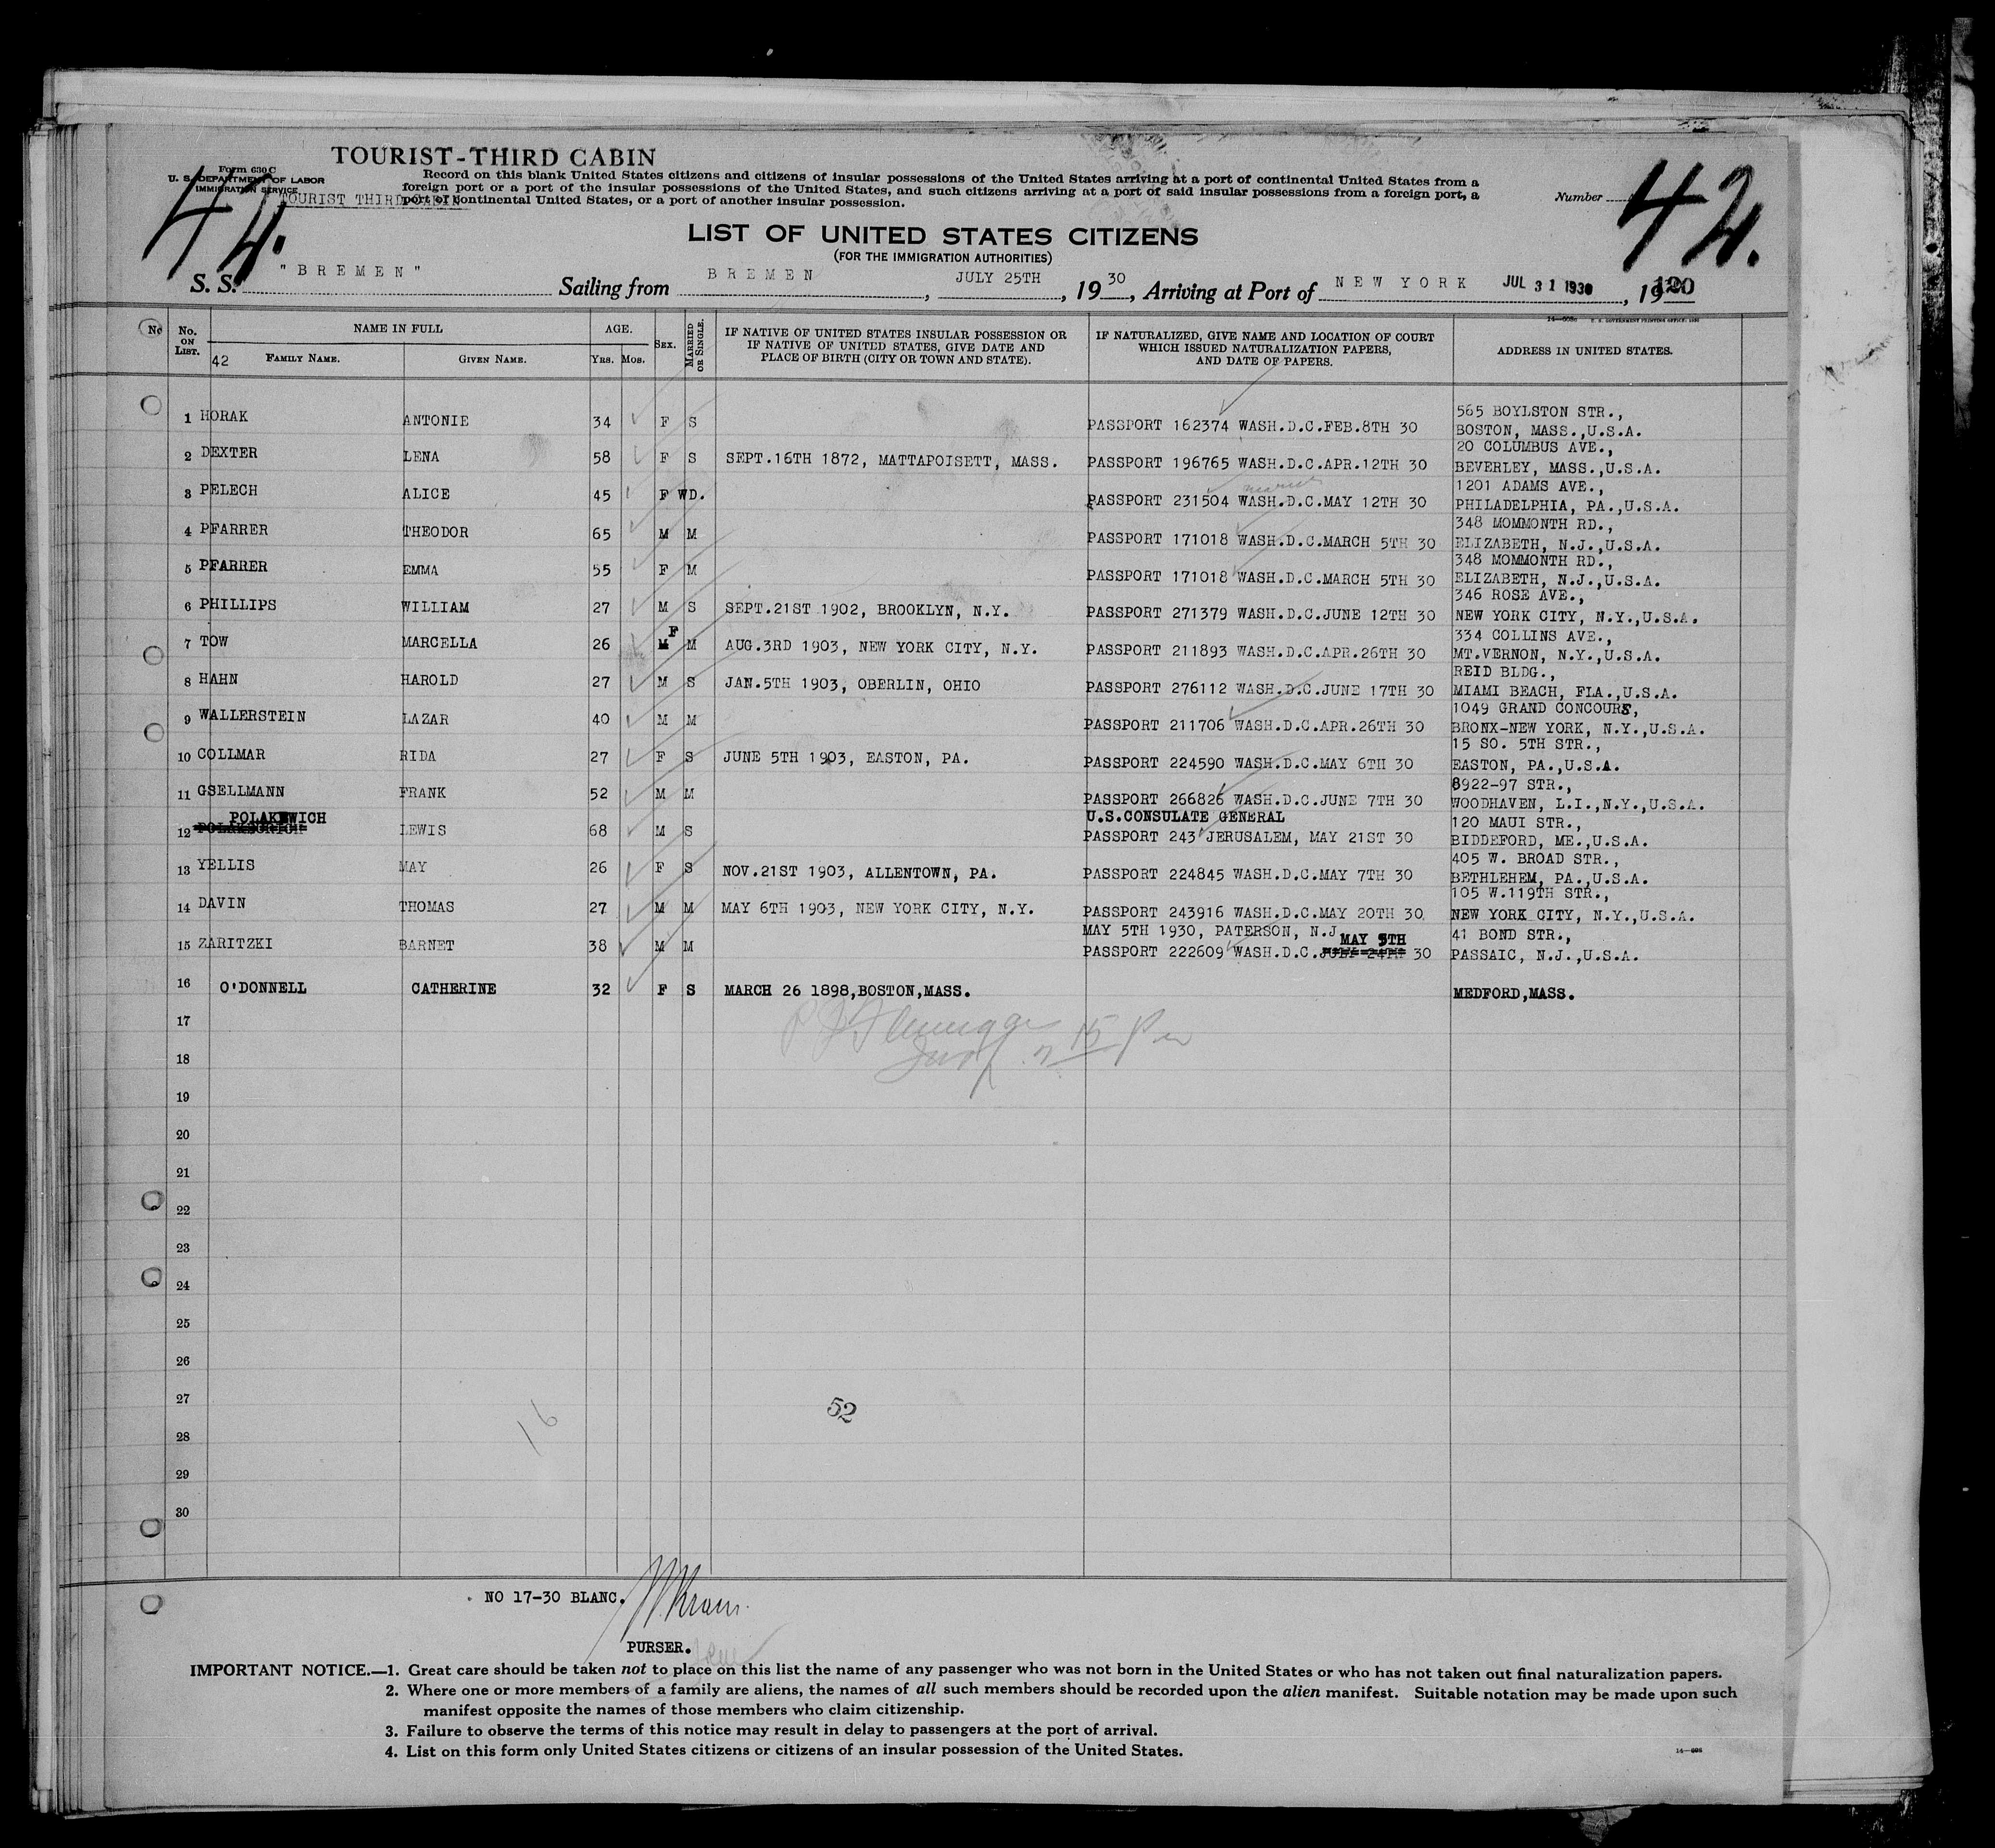 TOURIST-THIRD CABIN
Form 630 C
U. S. DEPARTMENT OF LABOR
IMMIGRATION SERVICE
TOURIST THIRD CABIN
Record on this blank United States citizens and citizens of insular possessions of the United States arriving at a port of continental United States from a
foreign port or a port of the insular possessions of the United States, and such citizens arriving at a port of said insular possessions from a foreign port, a
port of continental United States, or a port of another insular possession.
Number
42.
42.
LIST OF UNITED STATES CITIZENS
(FOR THE IMMIGRATION AUTHORITIES)
S. S. "BREMEN" Sailing from BREMEN, JULY 25TH, 1930, Arriving at Port of NEW YORK JUL 31 1930, 19
120
No
No. ON LIST.
NAME IN FULL
42 FAMILY NAME.
GIVEN NAME.
AGE.
YRS. MOS.
SEX.
MARRIED OR SINGLE.
IF NATIVE OF UNITED STATES INSULAR POSSESSION OR
IF NATIVE OF UNITED STATES, GIVE DATE AND
PLACE OF BIRTH (CITY OR TOWN AND STATE).
IF NATURALIZED, GIVE NAME AND LOCATION OF COURT
WHICH ISSUED NATURALIZATION PAPERS,
AND DATE OF PAPERS.
U. S. GOVERNMENT PRINTING OFFICE: 1930
ADDRESS IN UNITED STATES.
1 HORAK ANTONIE 34 F S PASSPORT 162374 WASH.D.C.FEB.8TH 30 565 BOYLSTON STR.,
BOSTON, MASS.,U.S.A.
2 DEXTER LENA 58 F S SEPT.16TH 1872, MATTAPOISETT, MASS. PASSPORT 196765 WASH.D.C.APR.12TH 30 20 COLUMBUS AVE.,
BEVERLEY, MASS.,U.S.A.
3 PELECH ALICE 45 F WD. PASSPORT 231504 WASH.D.C.MAY 12TH 30 1201 ADAMS AVE.,
PHILADELPHIA, PA.,U.S.A.
4 PFARRER THEODOR 65 M M PASSPORT 171018 WASH.D.C.MARCH 5TH 30 348 MOMMONTH RD.,
ELIZABETH, N.J.,U.S.A.
5 PFARRER EMMA 55 F M PASSPORT 171018 WASH.D.C.MARCH 5TH 30 348 MOMMONTH RD.,
ELIZABETH, N.J.,U.S.A.
6 PHILLIPS WILLIAM 27 M S SEPT.21ST 1902, BROOKLYN, N.Y. PASSPORT 271379 WASH.D.C.JUNE 12TH 30 346 ROSE AVE.,
NEW YORK CITY, N.Y.,U.S.A.
7 TOW MARCELLA 26 M F M AUG.3RD 1903, NEW YORK CITY, N.Y. PASSPORT 211893 WASH.D.C.APR.26TH 30 334 COLLINS AVE.,
MT.VERNON, N.Y.,U.S.A.
8 HAHN HAROLD 27 M S JAN.5TH 1903, OBERLIN, OHIO PASSPORT 276112 WASH.D.C.JUNE 17TH 30 REID BLDG.,
MIAMI BEACH, FLA.,U.S.A.
9 WALLERSTEIN LAZAR 40 M M PASSPORT 211706 WASH.D.C.APR.26TH 30 1049 GRAND CONCOURS,
BRONX-NEW YORK, N.Y.,U.S.A.
10 COLLMAR RIDA 27 F S JUNE 5TH 1903, EASTON, PA. PASSPORT 224590 WASH.D.C.MAY 6TH 30 15 SO. 5TH STR.,
EASTON, PA.,U.S.A.
11 GSELLMANN FRANK 52 M M PASSPORT 266826 WASH.D.C.JUNE 7TH 30 8922-97 STR.,
WOODHAVEN, L.I.,N.Y.,U.S.A.
POLAKEWICH U.S.CONSULATE GENERAL
12 LEWIS 68 M S PASSPORT 243 JERUSALEM, MAY 21ST 30 120 MAUI STR.,
BIDDEFORD, ME.,U.S.A.
13 YELLIS MAY 26 F S NOV.21ST 1903, ALLENTOWN, PA. PASSPORT 224845 WASH.D.C.MAY 7TH 30 405 W. BROAD STR.,
BETHLEHEM, PA.,U.S.A.
14 DAVIN THOMAS 27 M M MAY 6TH 1903, NEW YORK CITY, N.Y. PASSPORT 243916 WASH.D.C.MAY 20TH 30 105 W.119TH STR.,
NEW YORK CITY, N.Y.,U.S.A.
MAY 5TH 1930, PATERSON, N.J.
15 ZARITZKI BARNET 38 M M PASSPORT 222609 WASH.D.C. MAY 5TH 30 41 BOND STR.,
PASSAIC, N.J.,U.S.A.
16 O'DONNELL CATHERINE 32 F S MARCH 26 1898,BOSTON,MASS. MEDFORD,MASS.
17
18
19
20
21
22
23
24
25
26
27
28
29
30
16
52
NO 17-30 BLANC.
PURSER.
IMPORTANT NOTICE.—1. Great care should be taken not to place on this list the name of any passenger who was not born in the United States or who has not taken out final naturalization papers.
2. Where one or more members of a family are aliens, the names of all such members should be recorded upon the alien manifest. Suitable notation may be made upon such
manifest opposite the names of those members who claim citizenship.
3. Failure to observe the terms of this notice may result in delay to passengers at the port of arrival.
4. List on this form only United States citizens or citizens of an insular possession of the United States.